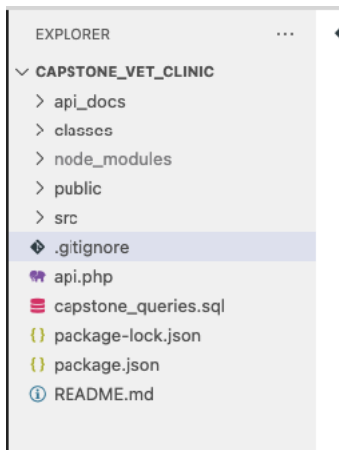 EXPLORER ...
CAPSTONE_VET_CLINIC
api_docs
classes
node_modules
public
src
.gitignore
api.php
capstone_queries.sql
{} package-lock.json
{} package.json
README.md